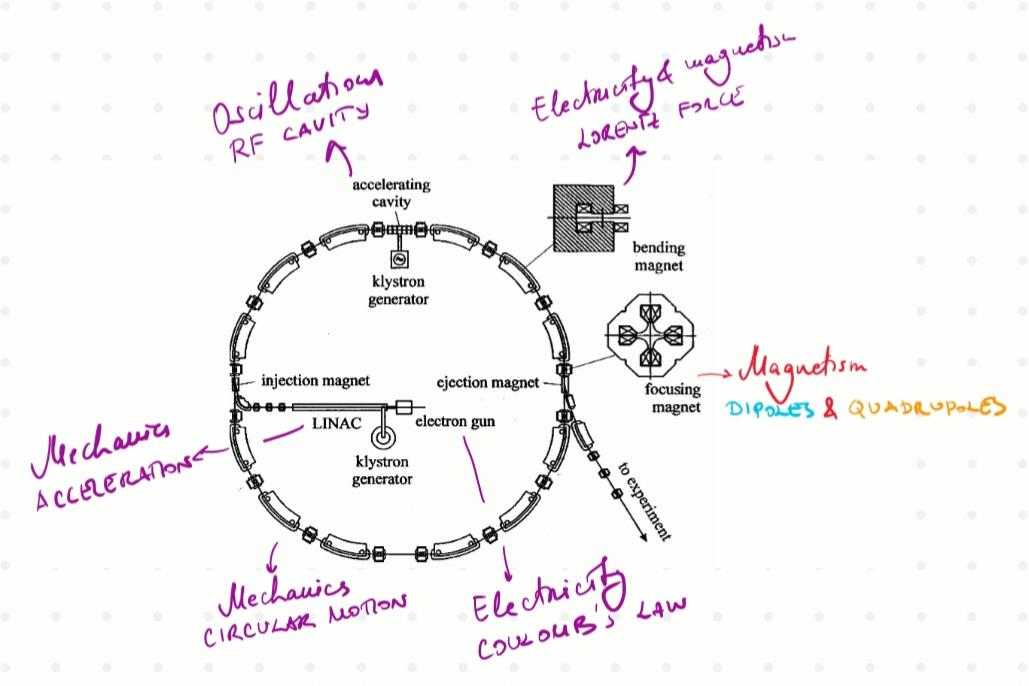 Oscillations
RF CAVITY
Electricity & magnetism
LORENTZ FORCE
accelerating
cavity
bending
magnet
klystron
generator
injection magnet
ejection magnet
focusing
magnet
Magnetism
DIPOLES & QUADRUPOLES
LINAC
electron gun
klystron
generator
Mechanics
ACCELERATION
to experiment
Mechanics
CIRCULAR MOTION
Electricity
COULOMB'S LAW